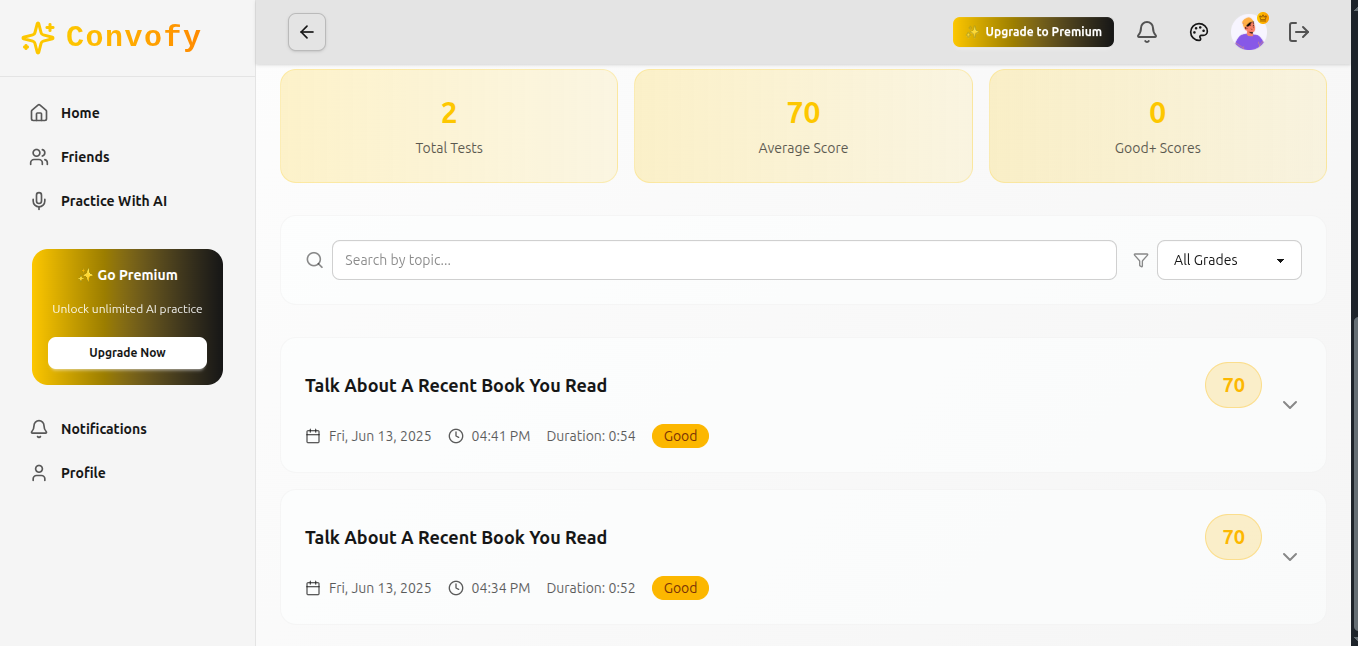 Convofy
Upgrade to Premium
Home
Friends
Practice With AI
Go Premium
Unlock unlimited AI practice
Upgrade Now
Notifications
Profile
2
Total Tests
70
Average Score
0
Good+ Scores
Search by topic...
All Grades
Talk About A Recent Book You Read
70
Fri, Jun 13, 2025 04:41 PM Duration: 0:54 Good
Talk About A Recent Book You Read
70
Fri, Jun 13, 2025 04:34 PM Duration: 0:52 Good